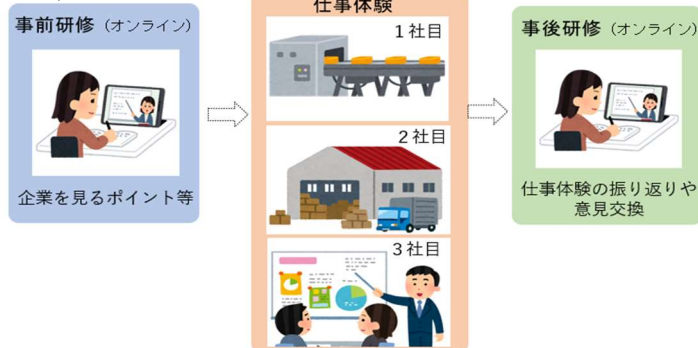 事前研修（オンライン）
企業を見るポイント等
仕事体験
1社目
2社目
3社目
事後研修（オンライン）
仕事体験の振り返りや
意見交換